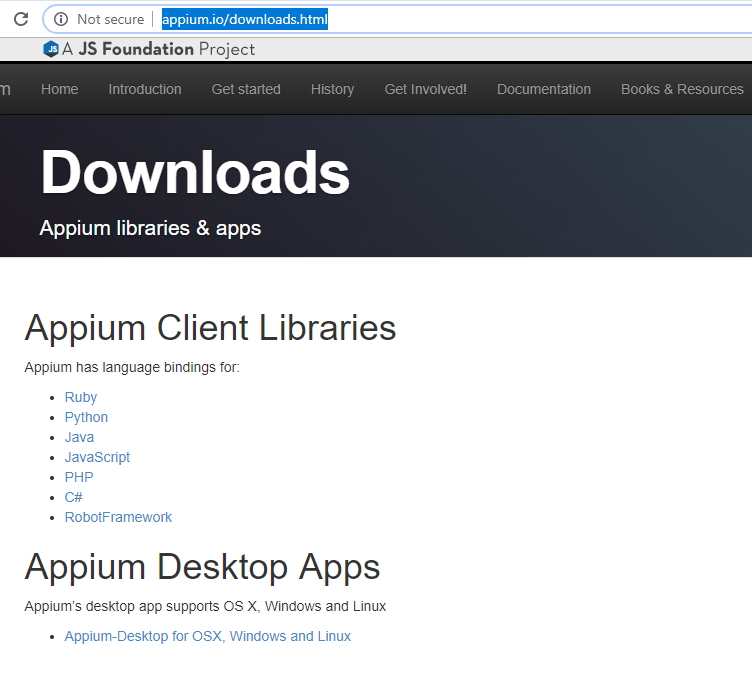 Not secure | appium.io/downloads.html
JS A JS Foundation Project
m Home Introduction Get started History Get Involved! Documentation Books & Resources
Downloads
Appium libraries & apps
Appium Client Libraries
Appium has language bindings for:
• Ruby
• Python
• Java
• JavaScript
• PHP
• C#
• RobotFramework
Appium Desktop Apps
Appium's desktop app supports OS X, Windows and Linux
• Appium-Desktop for OSX, Windows and Linux